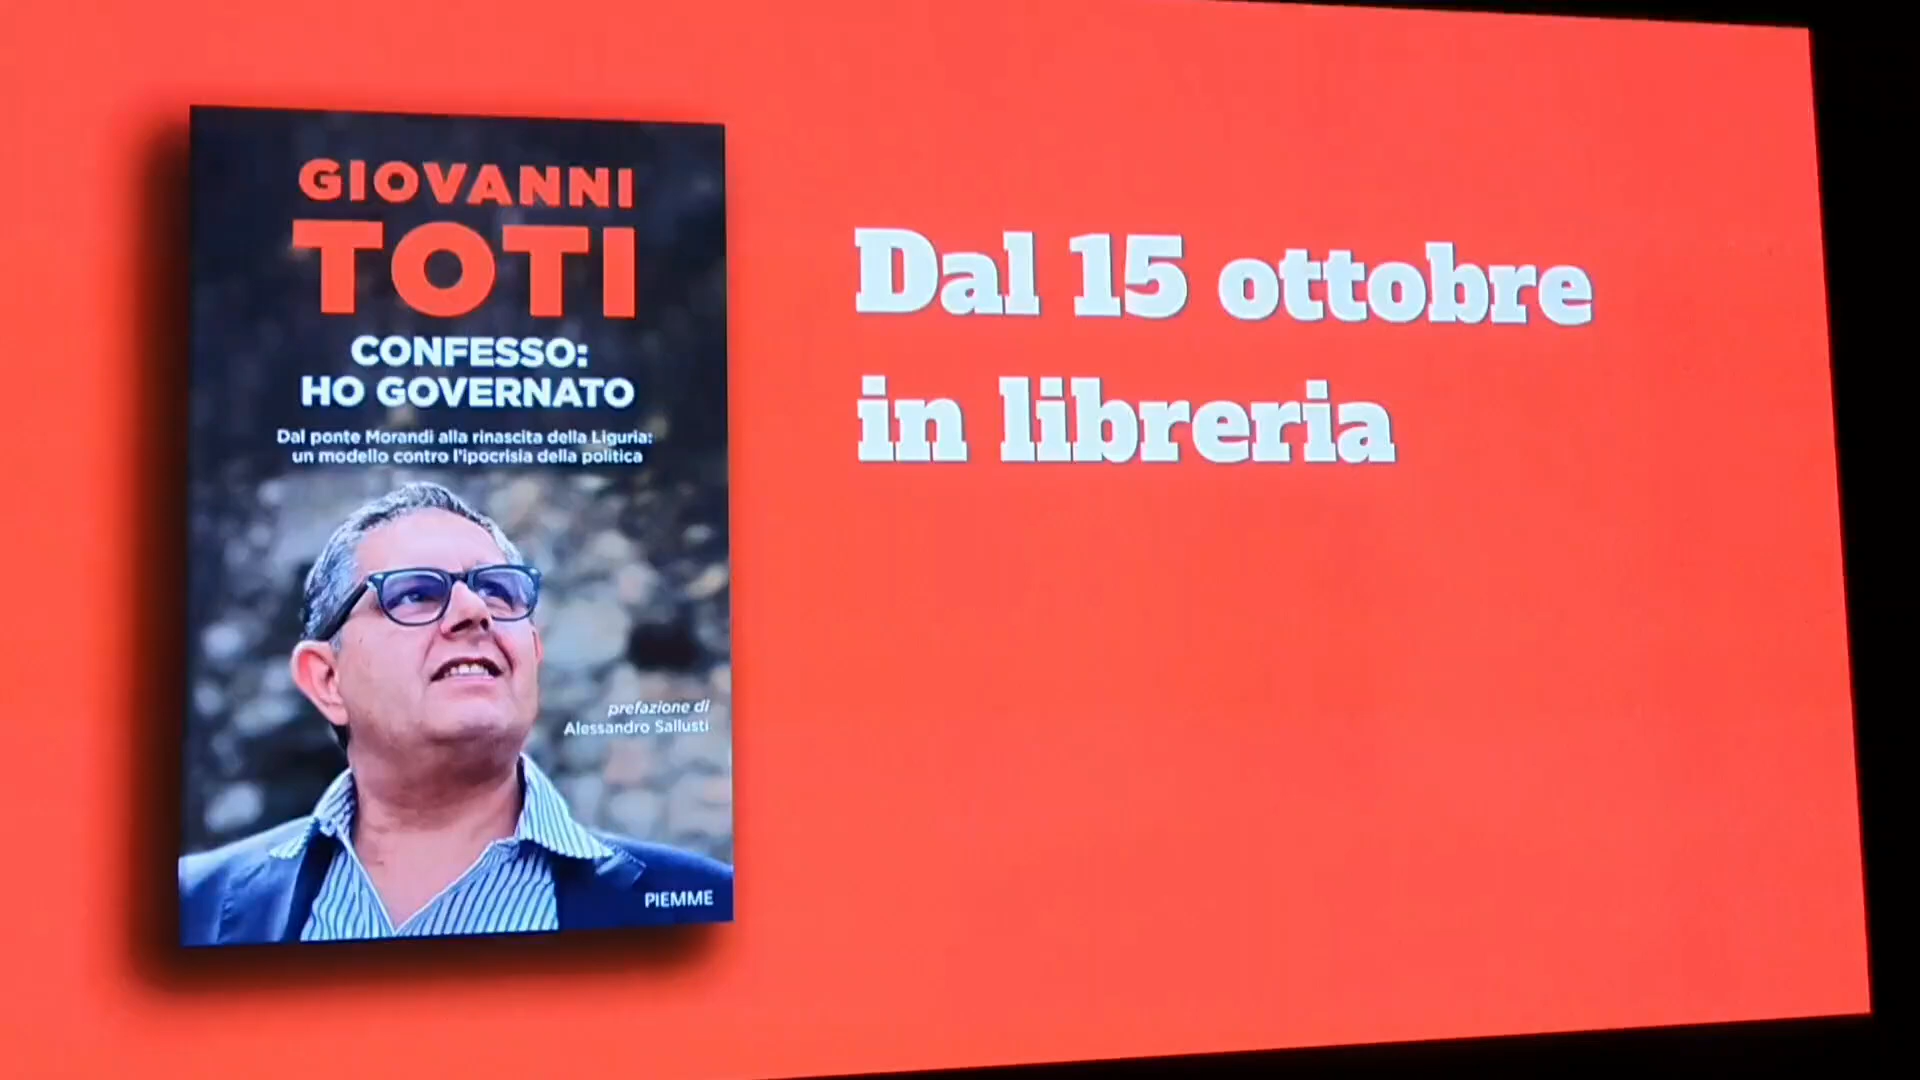 GIOVANNI
TOTI
CONFESSO:
HO GOVERNATO
Dal ponte Morandi alla rinascita della Liguria:
un modello contro l'ipocrisia della politica
prefazione di
Alessandro Sallusti
PIEMME
Dal 15 ottobre
in libreria